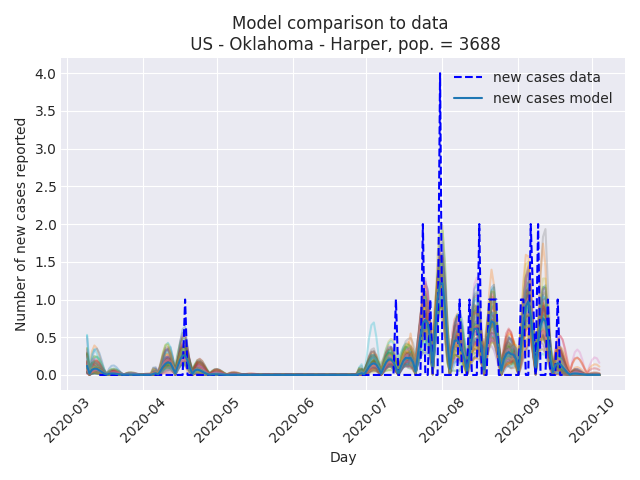 Model comparison to data
US - Oklahoma - Harper, pop. = 3688
new cases data
new cases model
Number of new cases reported
4.0
3.5
3.0
2.5
2.0
1.5
1.0
0.5
0.0
2020-03
2020-04
2020-05
2020-06
2020-07
2020-08
2020-09
2020-10
Day